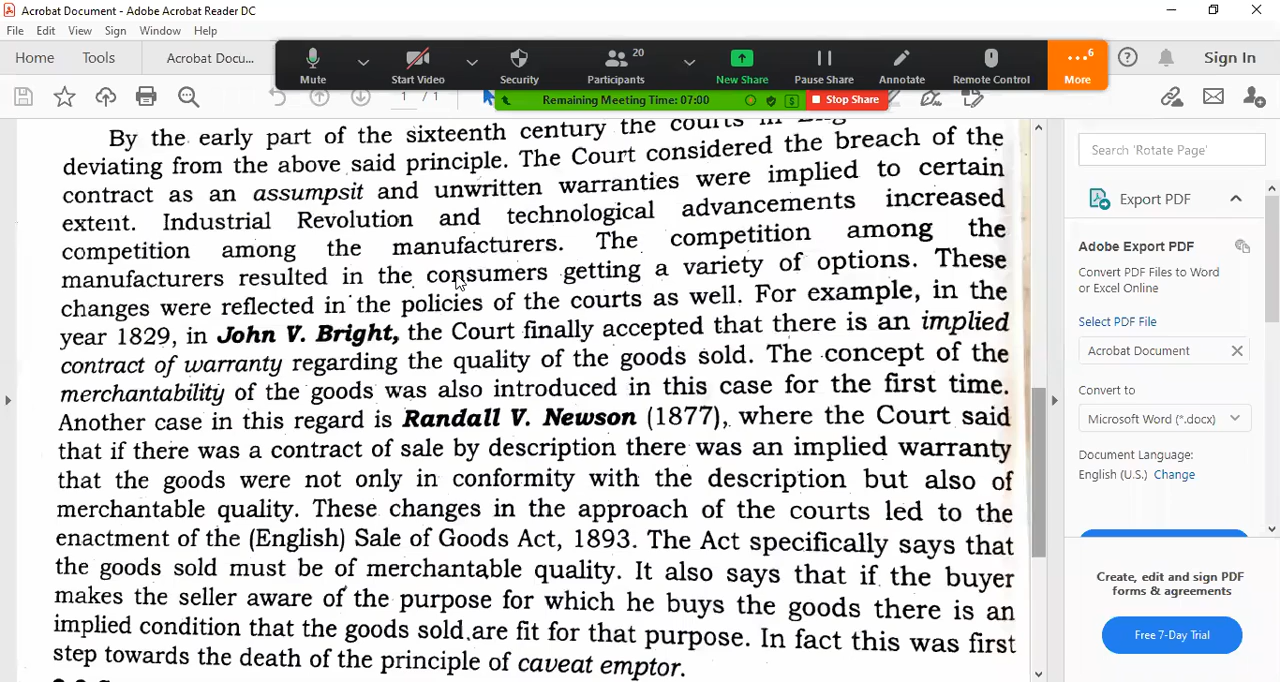 Acrobat Document - Adobe Acrobat Reader DC
File Edit View Sign Window Help
Home Tools Acrobat Docu... Sign In
Mute Start Video Security Participants 20 New Share Pause Share Annotate Remote Control More 6
1 / 1 Remaining Meeting Time: 07:00 Stop Share
By the early part of the sixteenth century the courts in
deviating from the above said principle. The Court considered the breach of the
contract as an assumpsit and unwritten warranties were implied to certain
extent. Industrial Revolution and technological advancements increased
competition among the manufacturers. The competition among the
manufacturers resulted in the consumers getting a variety of options. These
changes were reflected in the policies of the courts as well. For example, in the
year 1829, in John V. Bright, the Court finally accepted that there is an implied
contract of warranty regarding the quality of the goods sold. The concept of the
merchantability of the goods was also introduced in this case for the first time.
Another case in this regard is Randall V. Newson (1877), where the Court said
that if there was a contract of sale by description there was an implied warranty
that the goods were not only in conformity with the description but also of
merchantable quality. These changes in the approach of the courts led to the
enactment of the (English) Sale of Goods Act, 1893. The Act specifically says that
the goods sold must be of merchantable quality. It also says that if the buyer
makes the seller aware of the purpose for which he buys the goods there is an
implied condition that the goods sold are fit for that purpose. In fact this was first
step towards the death of the principle of caveat emptor.
Search 'Rotate Page'
Export PDF
Adobe Export PDF
Convert PDF Files to Word
or Excel Online
Select PDF File
Acrobat Document
Convert to
Microsoft Word (*.docx)
Document Language:
English (U.S.) Change
Create, edit and sign PDF
forms & agreements
Free 7-Day Trial